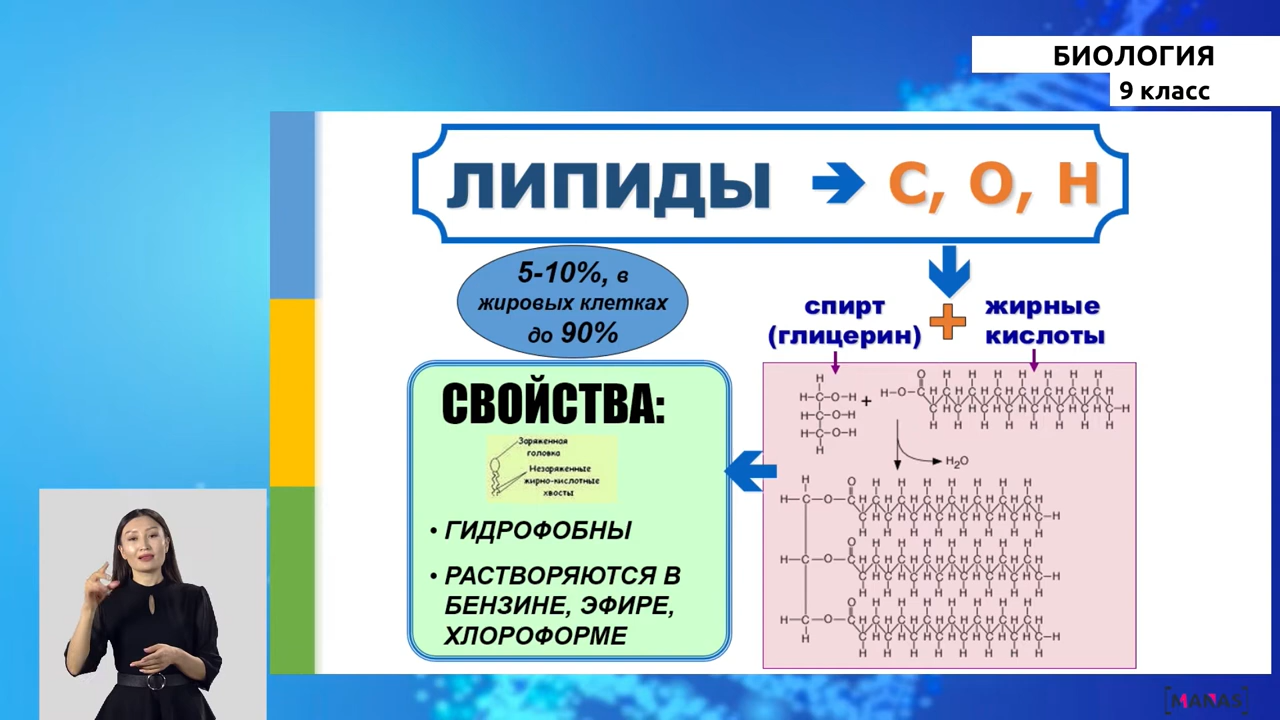 БИОЛОГИЯ
9 класс
ЛИПИДЫ → С, О, Н
5-10%, в
жировых клетках
до 90%
спирт
(глицерин)
+
жирные
кислоты
СВОЙСТВА:
Заряженная
головка
Незаряженные
жирно-кислотные
хвосты
• ГИДРОФОБНЫ
• РАСТВОРЯЮТСЯ В
БЕНЗИНЕ, ЭФИРЕ,
ХЛОРОФОРМЕ
H₂O
MANAS